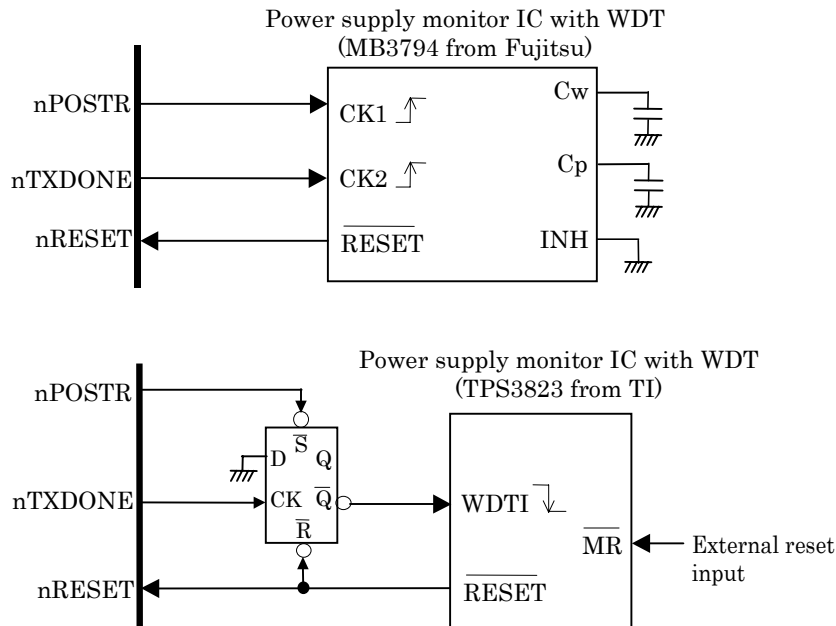 Power supply monitor IC with WDT
(MB3794 from Fujitsu)
nPOSTR
CK1
Cw
nTXDONE
CK2
Cp
nRESET
RESET
INH
Power supply monitor IC with WDT
(TPS3823 from TI)
nPOSTR
S
D
Q
nTXDONE
CK
Q
WDTI
R
MR
External reset
input
nRESET
RESET